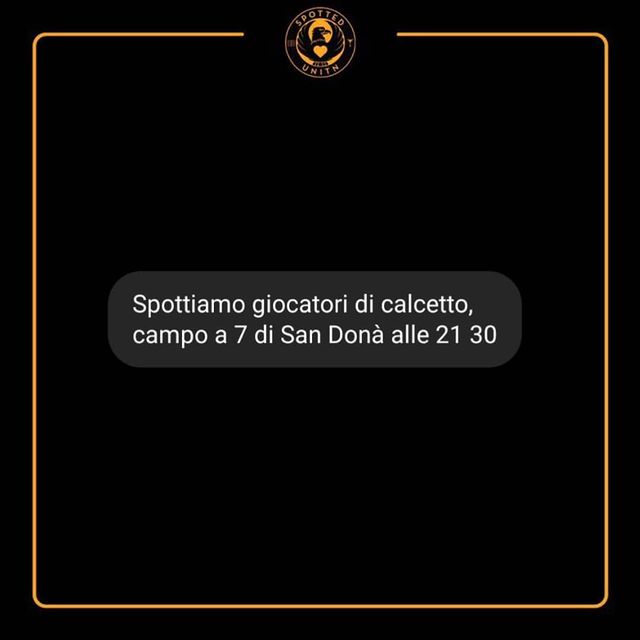 SPOTTED
UNITN
Spottiamo giocatori di calcetto,
campo a 7 di San Donà alle 21 30